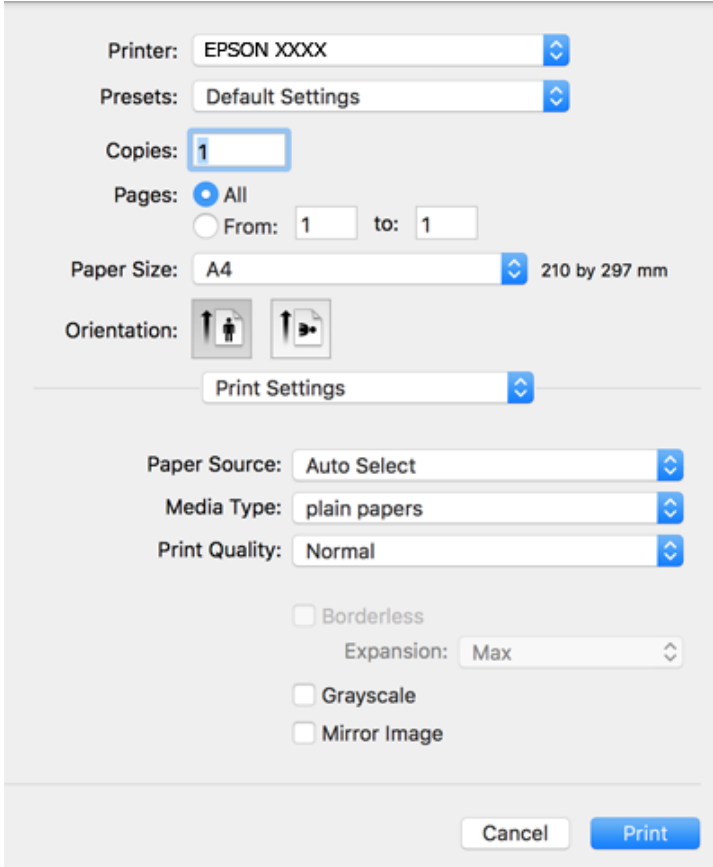 Printer: EPSON XXXX
Presets: Default Settings
Copies: 1
Pages: All
From: 1 to: 1
Paper Size: A4 210 by 297 mm
Orientation:
Print Settings
Paper Source: Auto Select
Media Type: plain papers
Print Quality: Normal
Borderless
Expansion: Max
Grayscale
Mirror Image
Cancel Print